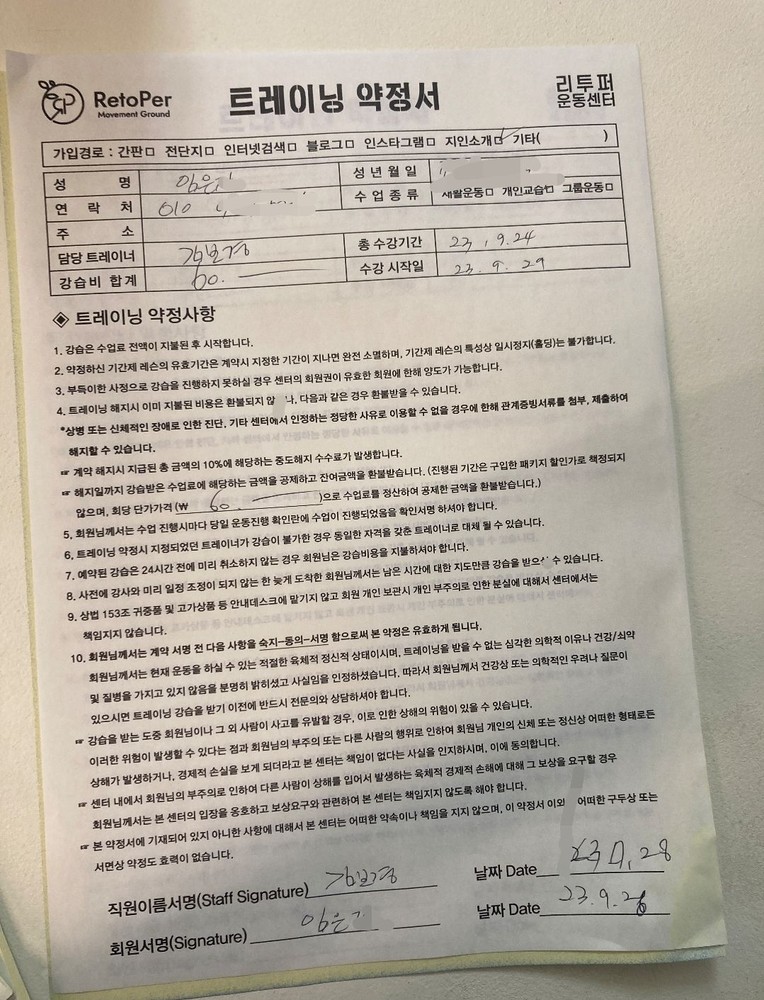 RetoPer
Movement Ground
트레이닝 약정서
리투퍼
운동센터
가입경로 : 간판□ 전단지□ 인터넷검색□ 블로그□ 인스타그램□ 지인소개□ 기타( )
성 명 임은 성년월일
연 락 처 010 수업종류 재활운동□ 개인교습□ 그룹운동□
주 소
담당 트레이너 김보경 총 수강기간 23, 9.24
강습비 합계 60. 수강 시작일 23. 9. 29
◈ 트레이닝 약정사항
1. 강습은 수업료 전액이 지불된 후 시작합니다.
2. 약정하신 기간제 레슨의 유효기간은 계약시 지정한 기간이 지나면 완전 소멸하며, 기간제 레슨의 특성상 일시정지(홀딩)는 불가합니다.
3. 부득이한 사정으로 강습을 진행하지 못하실 경우 센터의 회원권이 유효한 회원에 한해 양도가 가능합니다.
4. 트레이닝 해지시 이미 지불된 비용은 환불되지 않 나, 다음과 같은 경우 환불받을 수 있습니다.
*상병 또는 신체적인 장애로 인한 진단, 기타 센터에서 인정하는 정당한 사유로 이용할 수 없을 경우에 한해 관계증빙서류를 첨부, 제출하여
해지할 수 있습니다.
☞ 계약 해지시 지급된 총 금액의 10%에 해당하는 중도해지 수수료가 발생합니다.
☞ 해지일까지 강습받은 수업료에 해당하는 금액을 공제하고 잔여금액을 환불받습니다. (진행된 기간은 구입한 패키지 할인가로 책정되지
않으며, 회당 단가가격(₩ 60. )으로 수업료를 정산하여 공제한 금액을 환불받습니다.)
5. 회원님께서는 수업 진행시마다 당일 운동진행 확인란에 수업이 진행되었음을 확인서명 하셔야 합니다.
6. 트레이닝 약정시 지정되었던 트레이너가 강습이 불가한 경우 동일한 자격을 갖춘 트레이너로 대체 될 수 있습니다.
7. 예약된 강습은 24시간 전에 미리 취소하지 않는 경우 회원님은 강습비용을 지불하셔야 합니다.
8. 사전에 강사와 미리 일정 조정이 되지 않는 한 늦게 도착한 회원님께서는 남은 시간에 대한 지도만큼 강습을 받으 수 있습니다.
9. 상법 153조 귀중품 및 고가상품 등 안내데스크에 맡기지 않고 회원 개인 보관시 개인 부주의로 인한 분실에 대해서 센터에서는
책임지지 않습니다.
10. 회원님께서는 계약 서명 전 다음 사항을 숙지-동의-서명 함으로써 본 약정은 유효하게 됩니다.
회원님께서는 현재 운동을 하실 수 있는 적절한 육체적 정신적 상태이시며, 트레이닝을 받을 수 없는 심각한 의학적 이유나 건강/쇠약
및 질병을 가지고 있지 않음을 분명히 밝히셨고 사실임을 인정하셨습니다. 따라서 회원님께서 건강상 또는 의학적인 우려나 질문이
있으시면 트레이닝 강습을 받기 이전에 반드시 전문의와 상담하셔야 합니다.
☞ 강습을 받는 도중 회원님이나 그 외 사람이 사고를 유발할 경우, 이로 인한 상해의 위험이 있을 수 있습니다.
이러한 위험이 발생할 수 있다는 점과 회원님의 부주의 또는 다른 사람의 행위로 인하여 회원님 개인의 신체 또는 정신상 어떠한 형태로든
상해가 발생하거나, 경제적 손실을 보게 되더라고 본 센터는 책임이 없다는 사실을 인지하시며, 이에 동의합니다.
☞ 센터 내에서 회원님의 부주의로 인하여 다른 사람이 상해를 입어서 발생하는 육체적 경제적 손해에 대해 그 보상을 요구할 경우
회원님께서는 본 센터의 입장을 옹호하고 보상요구와 관련하여 본 센터는 책임지지 않도록 해야 합니다.
☞ 본 약정서에 기재되어 있지 아니한 사항에 대해서 본 센터는 어떠한 약속이나 책임을 지지 않으며, 이 약정서 이외 어떠한 구두상 또는
서면상 약정도 효력이 없습니다.
직원이름서명(Staff Signature) 김보경 날짜 Date 23 9, 28
회원서명(Signature) 임은 날짜 Date 23.9.28